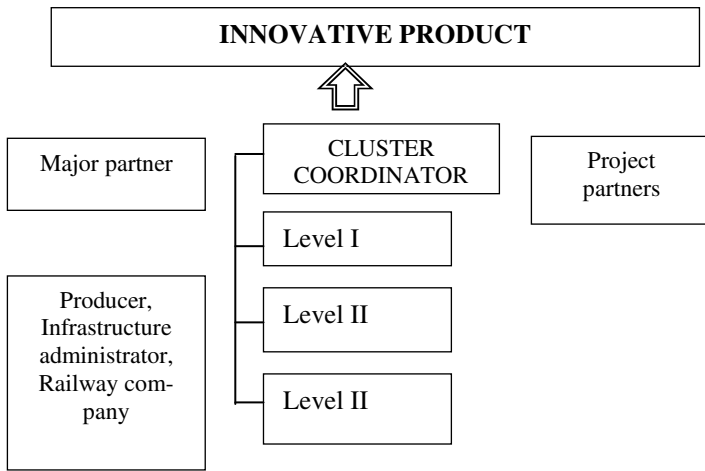 INNOVATIVE PRODUCT
Major partner
CLUSTER
COORDINATOR
Project
partners
Level I
Producer,
Infrastructure
administrator,
Railway com-
pany
Level II
Level II